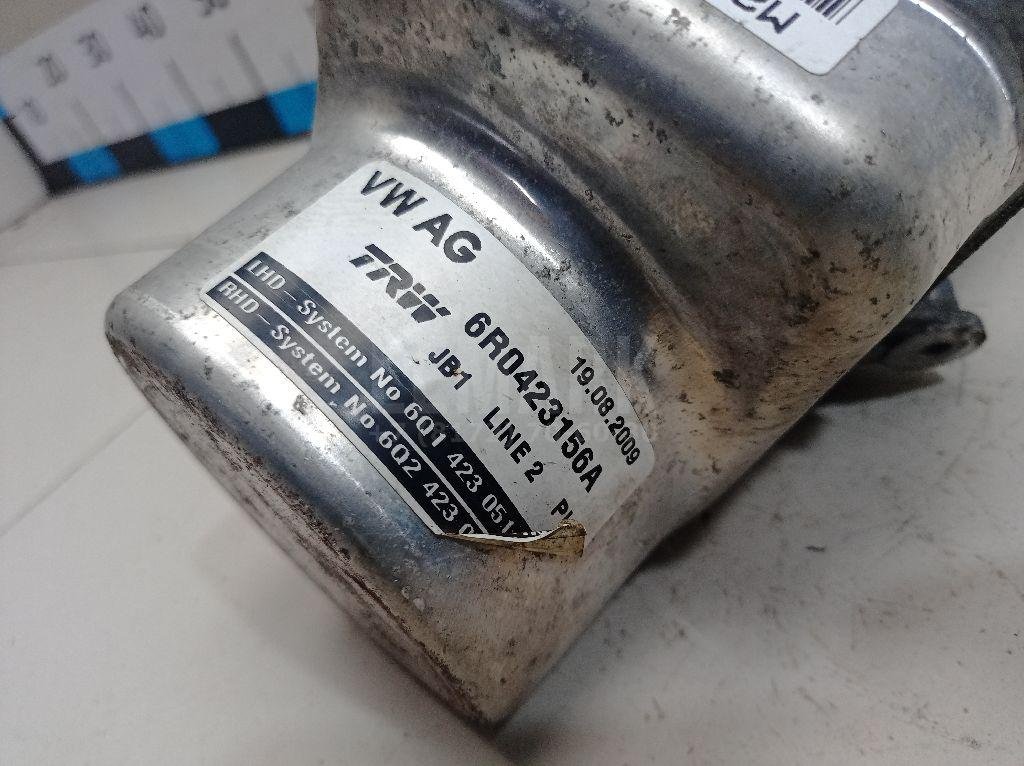 VW AG
19.08.2009
TRW 6R0423156A
JB1 LINE 2
LHD – System No 6Q1 423 051
RHD – System. No 6Q2 423